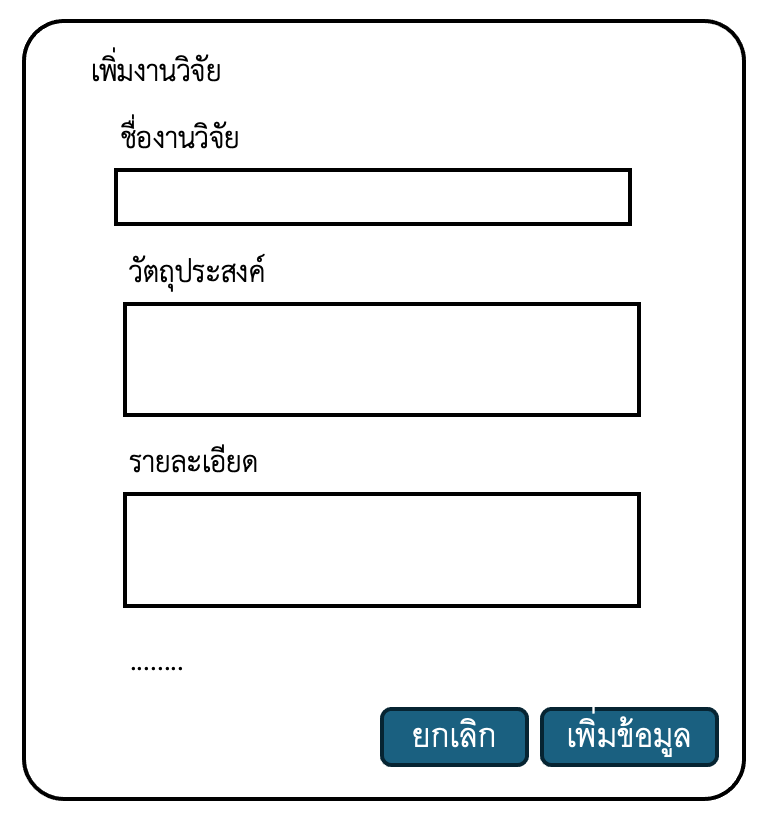 เพิ่มงานวิจัย
ชื่องานวิจัย
วัตถุประสงค์
รายละเอียด
........
ยกเลิก เพิ่มข้อมูล